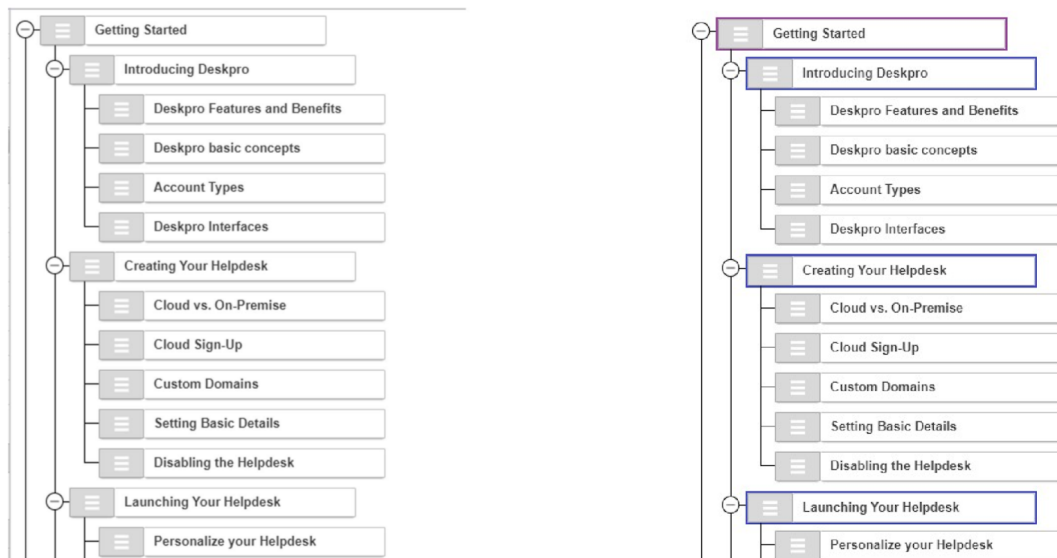 Getting Started
Introducing Deskpro
Deskpro Features and Benefits
Deskpro basic concepts
Account Types
Deskpro Interfaces
Creating Your Helpdesk
Cloud vs. On-Premise
Cloud Sign-Up
Custom Domains
Setting Basic Details
Disabling the Helpdesk
Launching Your Helpdesk
Personalize your Helpdesk
Getting Started
Introducing Deskpro
Deskpro Features and Benefits
Deskpro basic concepts
Account Types
Deskpro Interfaces
Creating Your Helpdesk
Cloud vs. On-Premise
Cloud Sign-Up
Custom Domains
Setting Basic Details
Disabling the Helpdesk
Launching Your Helpdesk
Personalize your Helpdesk